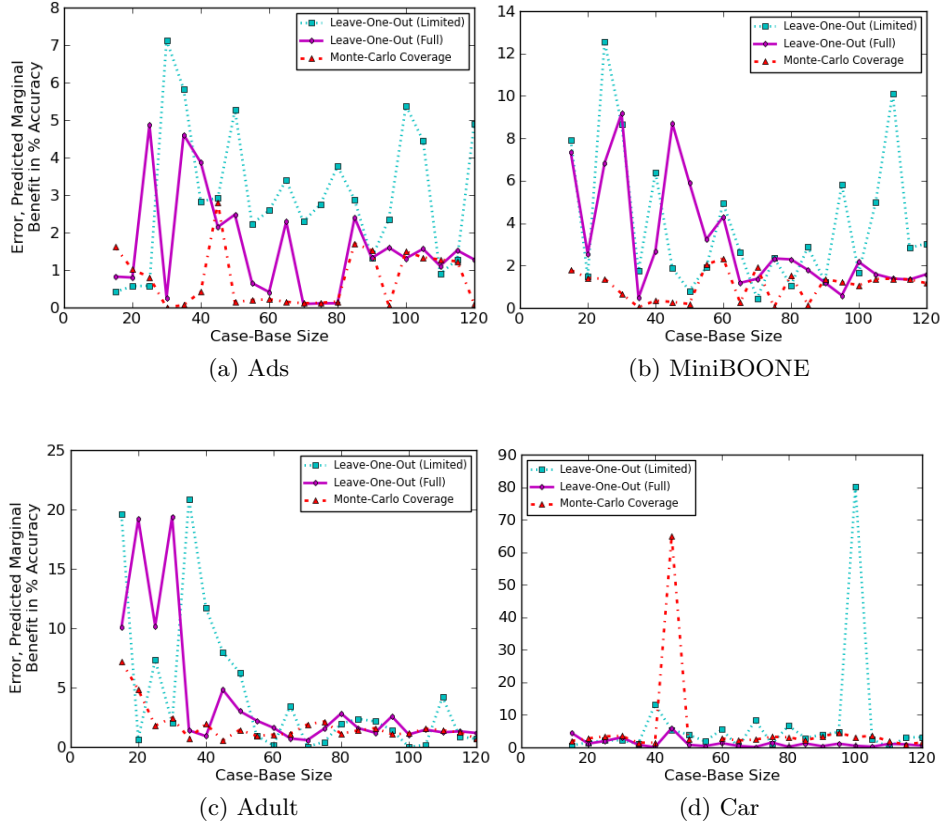 8
7
6
5
4
3
2
1
0
Error, Predicted Marginal
Benefit in % Accuracy
Leave-One-Out (Limited)
Leave-One-Out (Full)
Monte-Carlo Coverage
0 20 40 60 80 100 120
Case-Base Size
(a) Ads
14
12
10
8
6
4
2
0
Leave-One-Out (Limited)
Leave-One-Out (Full)
Monte-Carlo Coverage
0 20 40 60 80 100 120
Case-Base Size
(b) MiniBOONE
25
20
15
10
5
0
Error, Predicted Marginal
Benefit in % Accuracy
Leave-One-Out (Limited)
Leave-One-Out (Full)
Monte-Carlo Coverage
0 20 40 60 80 100 120
Case-Base Size
(c) Adult
90
80
70
60
50
40
30
20
10
0
Leave-One-Out (Limited)
Leave-One-Out (Full)
Monte-Carlo Coverage
0 20 40 60 80 100 120
Case-Base Size
(d) Car